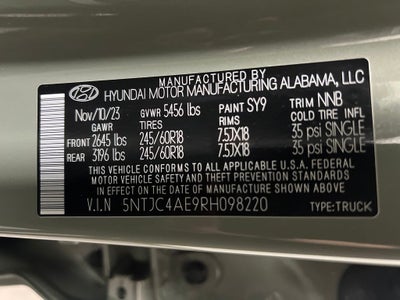 MANUFACTURED BY
HYUNDAI MOTOR MANUFACTURING ALABAMA, LLC
Nov/10/23 GVWR 5456 lbs PAINT SY9 TRIM NNB
GAWR TIRES RIMS COLD TIRE INFL
FRONT 2645 lbs 245/60R18 7.5JX18 35 psi SINGLE
REAR 3196 lbs 245/60R18 7.5JX18 35 psi SINGLE
THIS VEHICLE CONFORMS TO ALL APPLICABLE U.S.A. FEDERAL
MOTOR VEHICLE SAFETY AND THEFT PREVENTION STANDARDS
IN EFFECT ON THE DATE OF MANUFACTURE SHOWN ABOVE.
V.I.N 5NTJC4AE9RH098220 TYPE:TRUCK